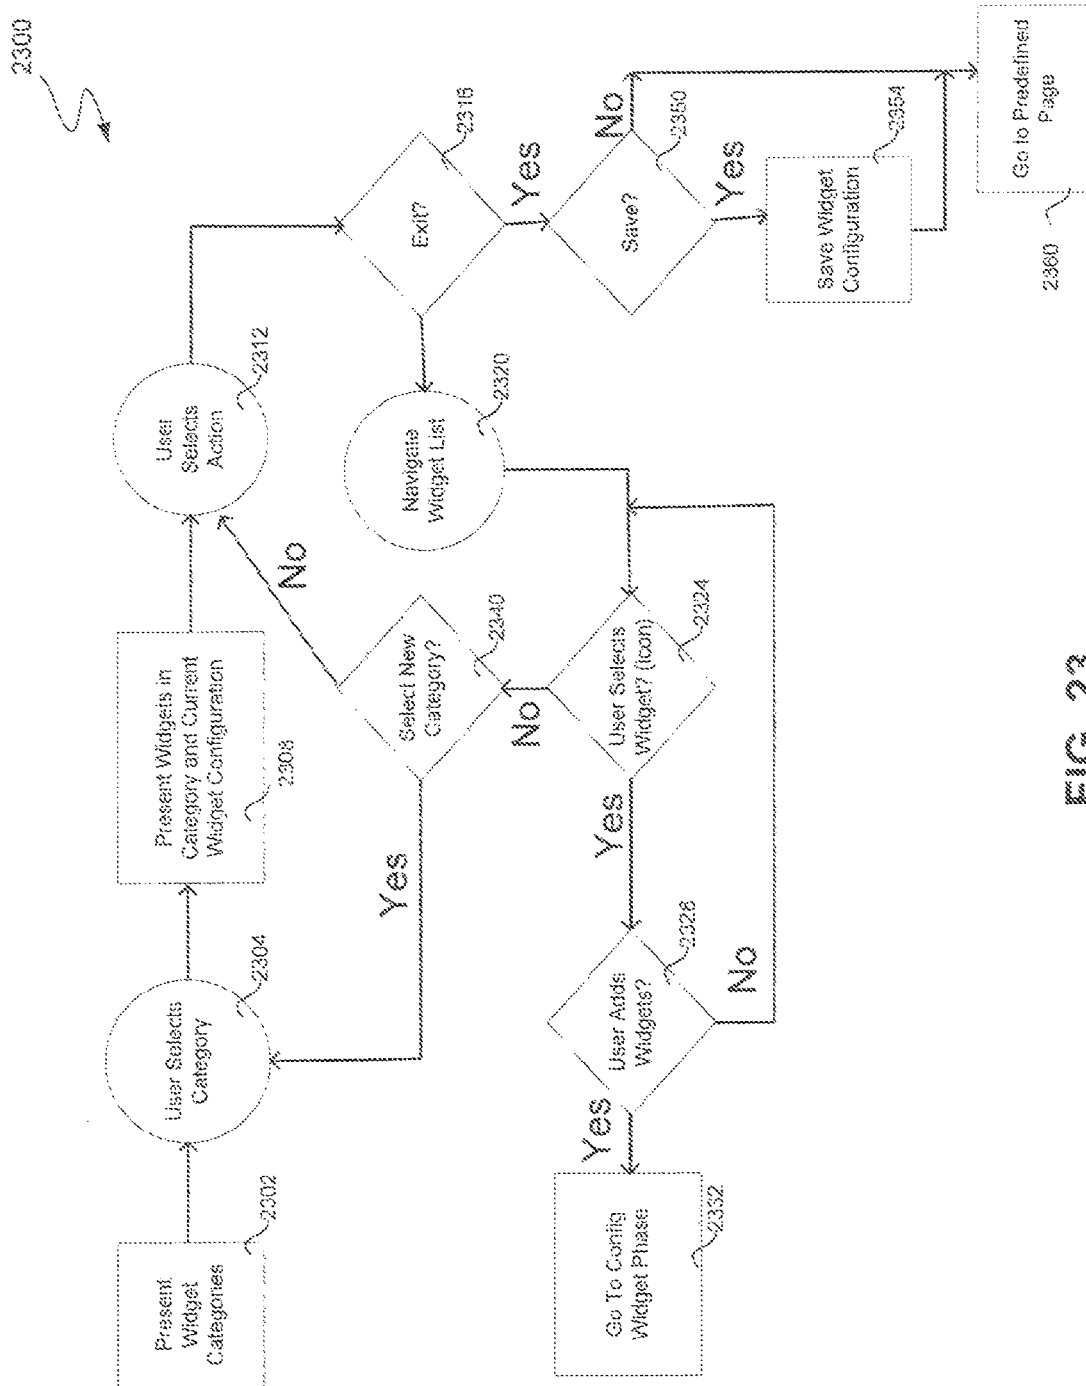 2300
Present
Widget
Categories
2302
User Selects
Category
2304
Present Widgets in
Category and Current
Widget Configuration
2308
User
Selects
Action
2312
Exit?
2316
Yes
Save?
2350
No
Yes
Save Widget
Configuration
2354
Go to Predefined
Page
2360
Navigate
Widget List
2320
User Selects
Widget? (icon)
2324
No
Select New
Category?
2340
No
Yes
Yes
User Adds
Widgets?
2328
No
Yes
Go To Config
Widget Phase
2332
FIG. 23